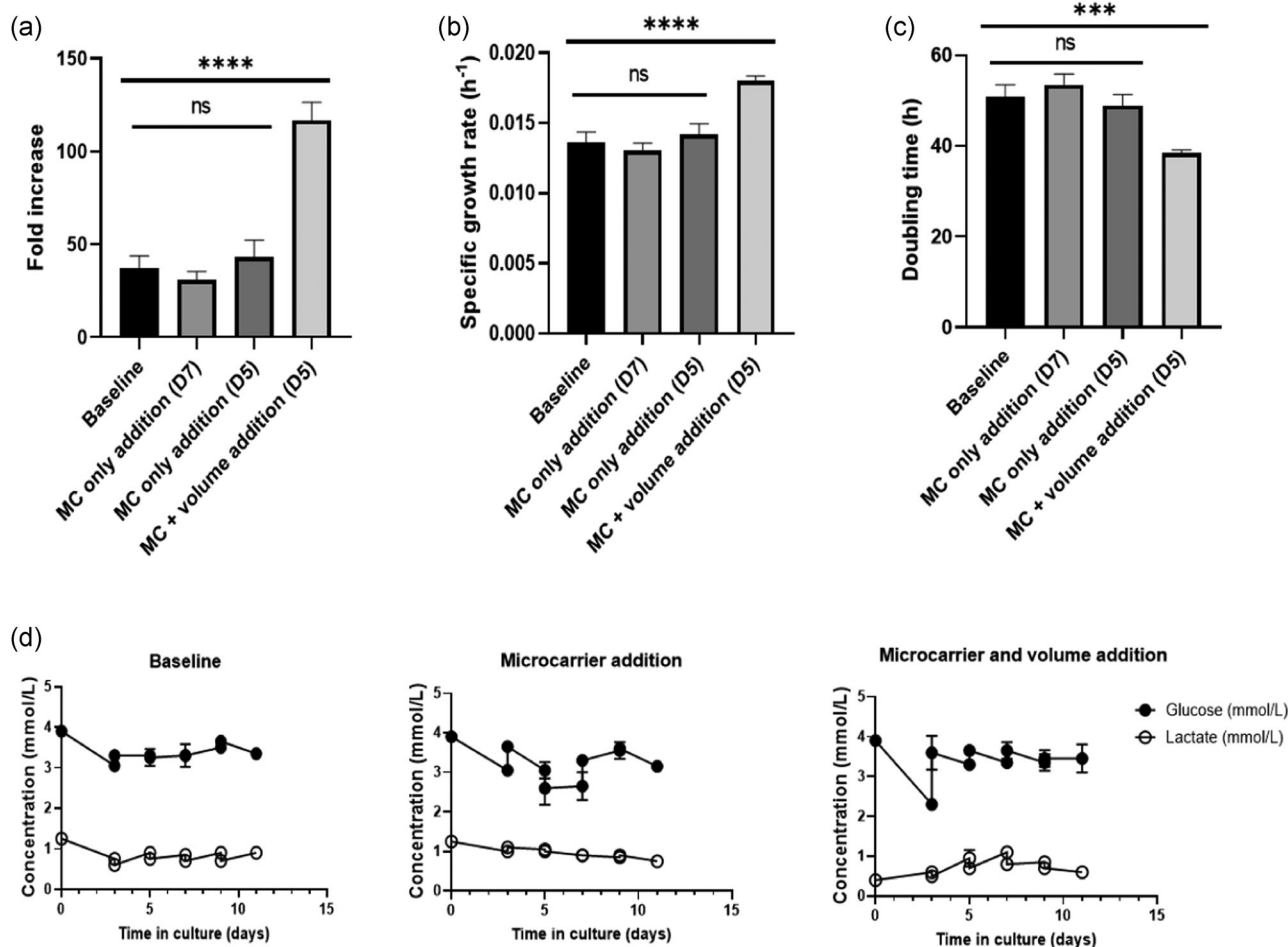 (a)
150
100
50
0
Fold increase
****
ns
Baseline
MC only addition (D7)
MC only addition (D5)
MC + volume addition (D5)
(b)
0.020
0.015
0.010
0.005
0.000
Specific growth rate (h-1)
****
ns
Baseline
MC only addition (D7)
MC only addition (D5)
MC + volume addition (D5)
(c)
60
40
20
0
Doubling time (h)
***
ns
Baseline
MC only addition (D7)
MC only addition (D5)
MC + volume addition (D5)
(d)
Baseline
Concentration (mmol/L)
5
4
3
2
1
0
0 5 10 15
Time in culture (days)
Microcarrier addition
Concentration (mmol/L)
5
4
3
2
1
0
0 5 10 15
Time in culture (days)
Microcarrier and volume addition
Concentration (mmol/L)
5
4
3
2
1
0
0 5 10 15
Time in culture (days)
Glucose (mmol/L)
Lactate (mmol/L)